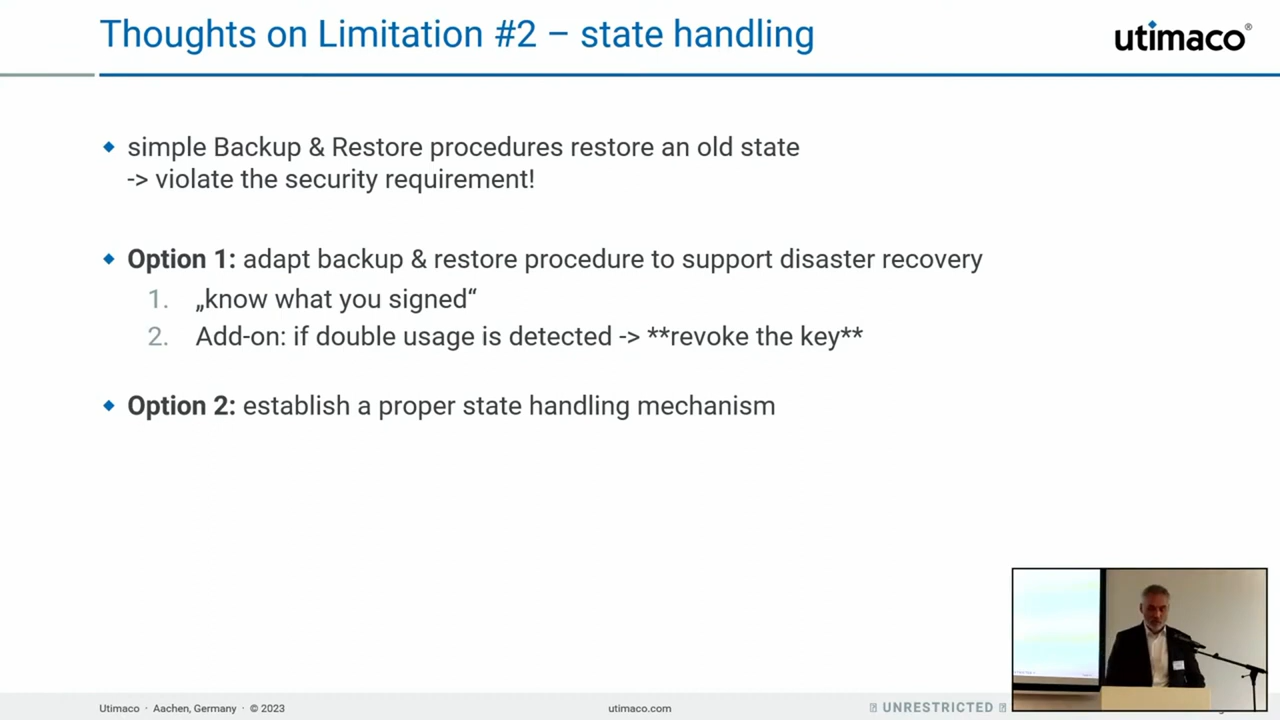 Thoughts on Limitation #2 – state handling
utimaco®
simple Backup & Restore procedures restore an old state
-> violate the security requirement!
Option 1: adapt backup & restore procedure to support disaster recovery
1. „know what you signed“
2. Add-on: if double usage is detected -> **revoke the key**
Option 2: establish a proper state handling mechanism
Utimaco · Aachen, Germany · © 2023
utimaco.com
UNRESTRICTED